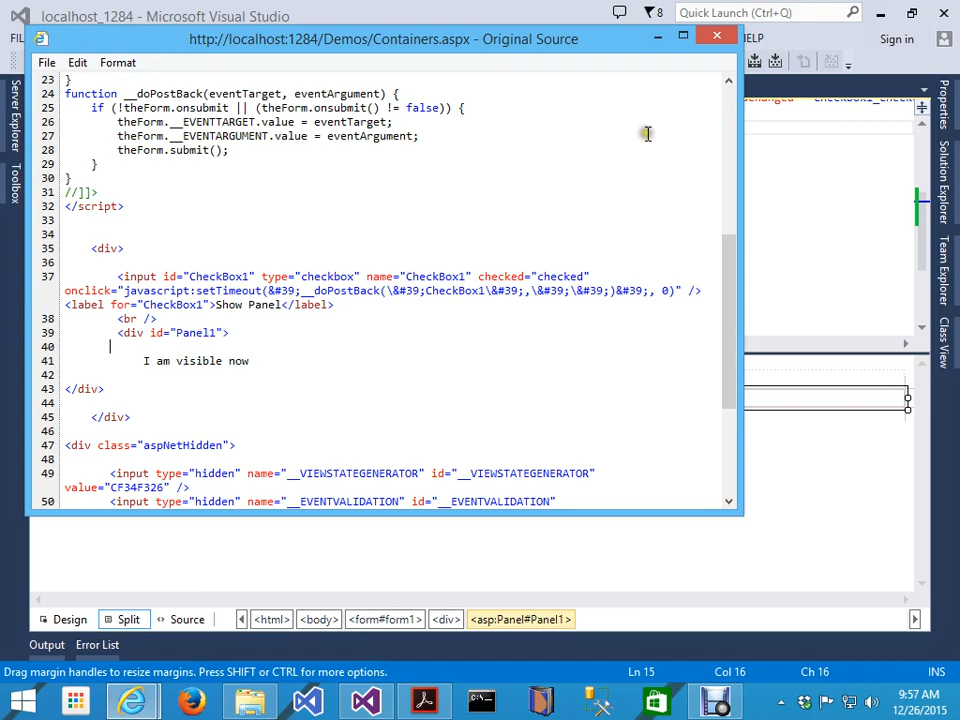 localhost_1284 - Microsoft Visual Studio
8
Quick Launch (Ctrl+Q)
http://localhost:1284/Demos/Containers.aspx - Original Source
HELP
Sign in
File Edit Format
23 }
24 function __doPostBack(eventTarget, eventArgument) {
25 if (!theForm.onsubmit || (theForm.onsubmit() != false)) {
26 theForm.__EVENTTARGET.value = eventTarget;
27 theForm.__EVENTARGUMENT.value = eventArgument;
28 theForm.submit();
29 }
30 }
31 //]]>
32 </script>
33
34
35 <div>
36
37 <input id="CheckBox1" type="checkbox" name="CheckBox1" checked="checked"
onclick="javascript:setTimeout(&#39;__doPostBack(\&#39;CheckBox1\&#39;,\&#39;\&#39;)&#39;, 0)" />
<label for="CheckBox1">Show Panel</label>
38 <br />
39 <div id="Panel1">
40
41 I am visible now
42
43 </div>
44
45 </div>
46
47 <div class="aspNetHidden">
48
49 <input type="hidden" name="__VIEWSTATEGENERATOR" id="__VIEWSTATEGENERATOR"
value="CF34F326" />
50 <input type="hidden" name="__EVENTVALIDATION" id="__EVENTVALIDATION"
Server Explorer
Toolbox
Properties
Solution Explorer
Team Explorer
Class View
Design Split Source <html> <body> <form#form1> <div> <asp:Panel#Panel1>
Output Error List
Drag margin handles to resize margins. Press SHIFT or CTRL for more options. Ln 15 Col 16 Ch 16 INS
9:57 AM
12/26/2015